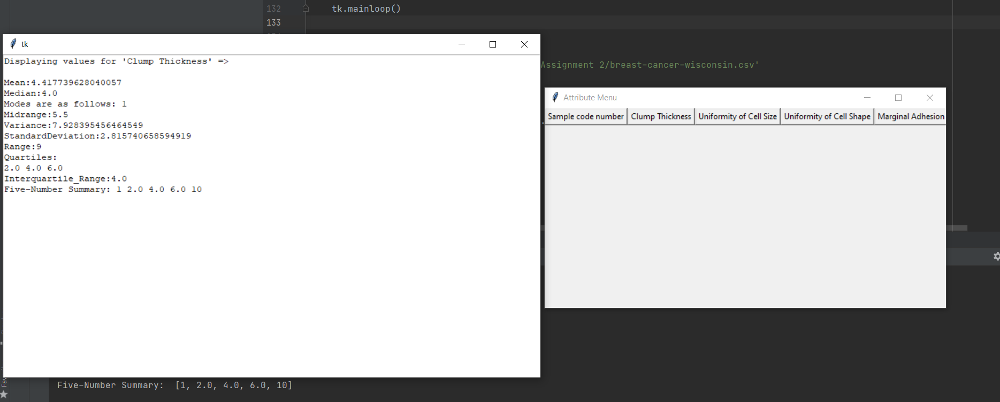 132 tk.mainloop()
133
tk
Displaying values for 'Clump Thickness' =>
Mean:4.417739628040057
Median:4.0
Modes are as follows: 1
Midrange:5.5
Variance:7.928395456464549
StandardDeviation:2.815740658594919
Range:9
Quartiles:
2.0 4.0 6.0
Interquartile_Range:4.0
Five-Number Summary: 1 2.0 4.0 6.0 10
Assignment 2/breast-cancer-wisconsin.csv'
Attribute Menu
Sample code number Clump Thickness Uniformity of Cell Size Uniformity of Cell Shape Marginal Adhesion
Fav
Five-Number Summary:  [1, 2.0, 4.0, 6.0, 10]